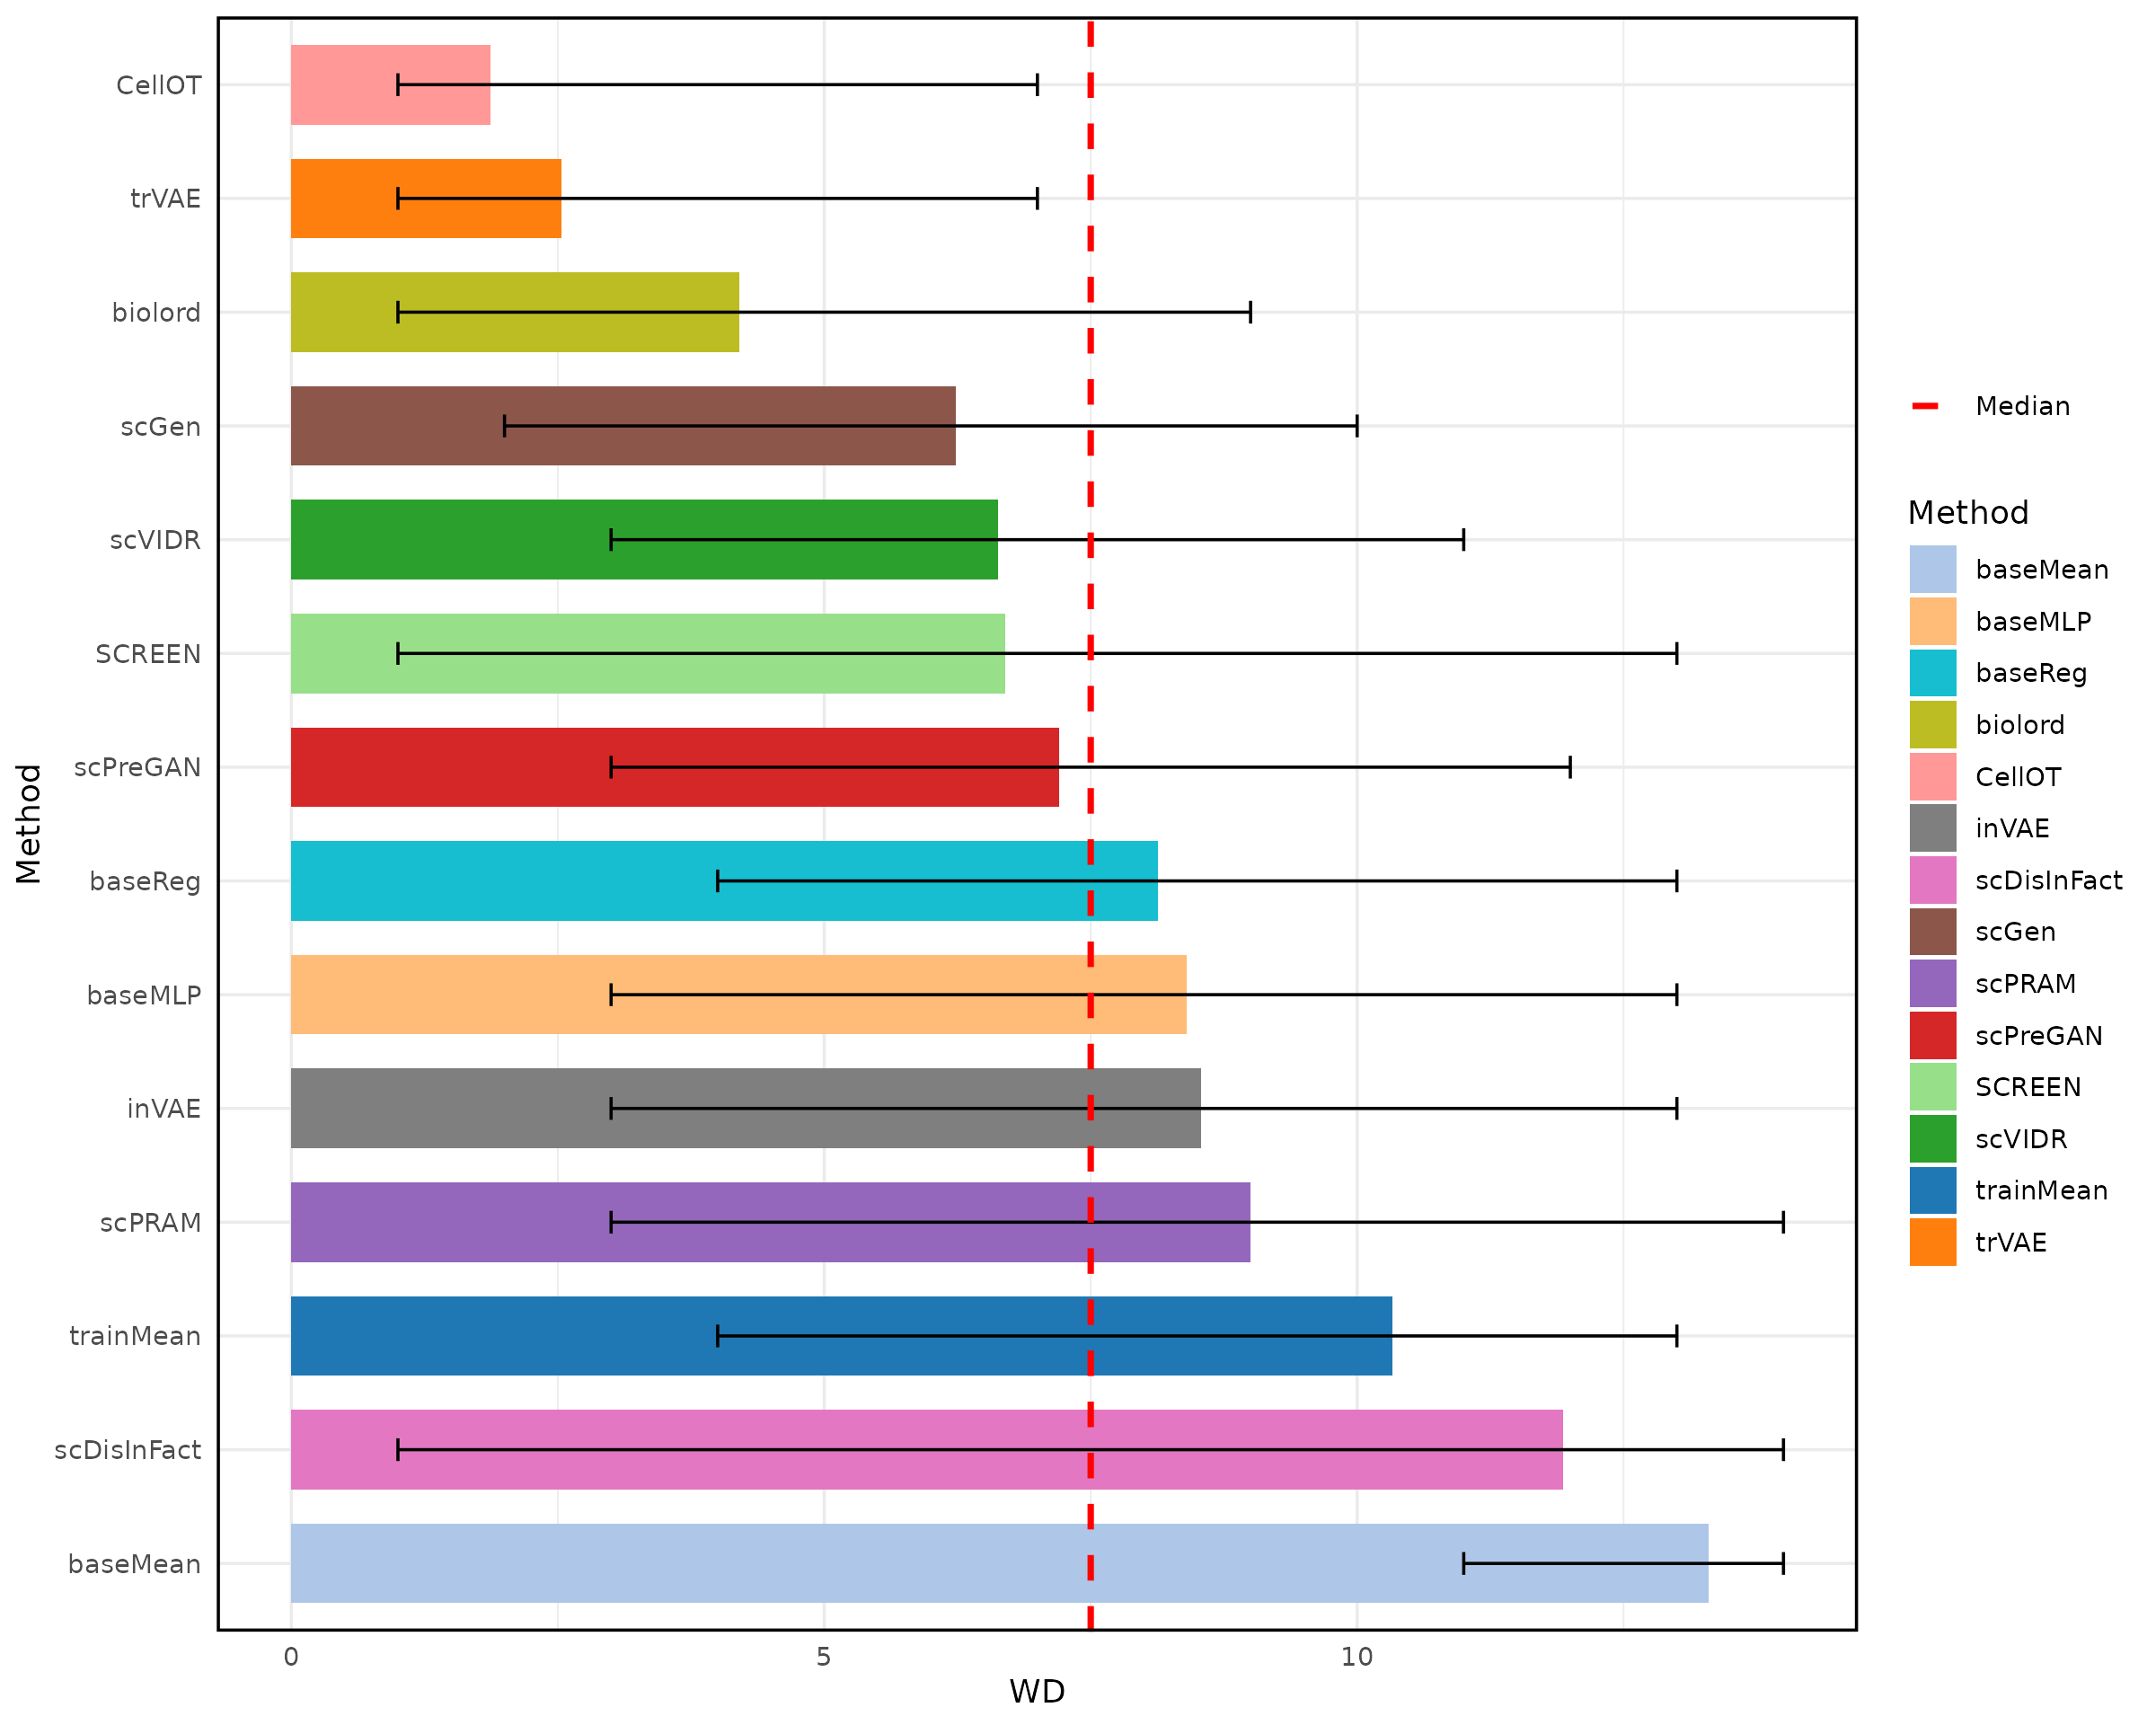 CellOT
trVAE
biolord
scGen
scVIDR
SCREEN
scPreGAN
baseReg
baseMLP
inVAE
scPRAM
trainMean
scDisInFact
baseMean
Method
0 5 10
WD
Median
Method
baseMean
baseMLP
baseReg
biolord
CellOT
inVAE
scDisInFact
scGen
scPRAM
scPreGAN
SCREEN
scVIDR
trainMean
trVAE